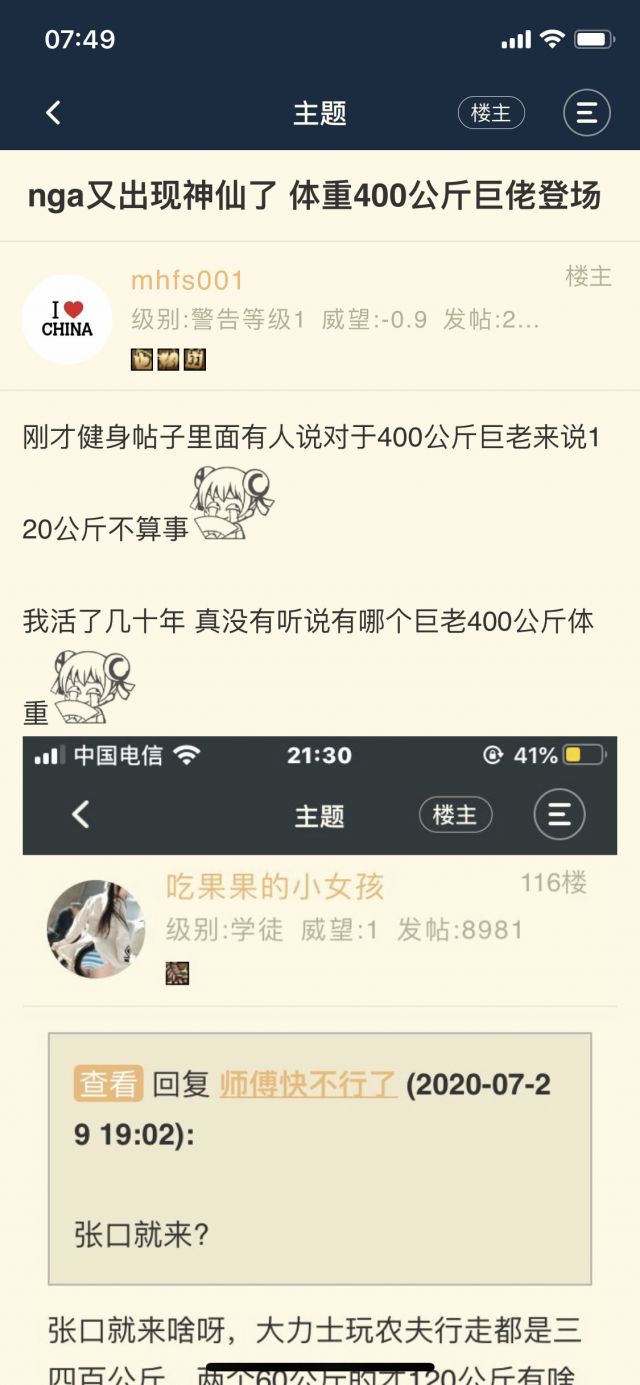 07:49
主题
楼主
nga又出现神仙了 体重400公斤巨佬登场
mhfs001
楼主
I
CHINA
级别:警告等级1 威望:-0.9 发帖:2...
刚才健身帖子里面有人说对于400公斤巨老来说1
20公斤不算事
我活了几十年 真没有听说有哪个巨老400公斤体
重
中国电信
21:30
41%
主题
楼主
吃果果的小女孩
116楼
级别:学徒 威望:1 发帖:8981
查看 回复 师傅快不行了 (2020-07-2
9 19:02):
张口就来?
张口就来啥呀，大力士玩农夫行走都是三
四百公斤，两个60公斤的才120公斤有啥